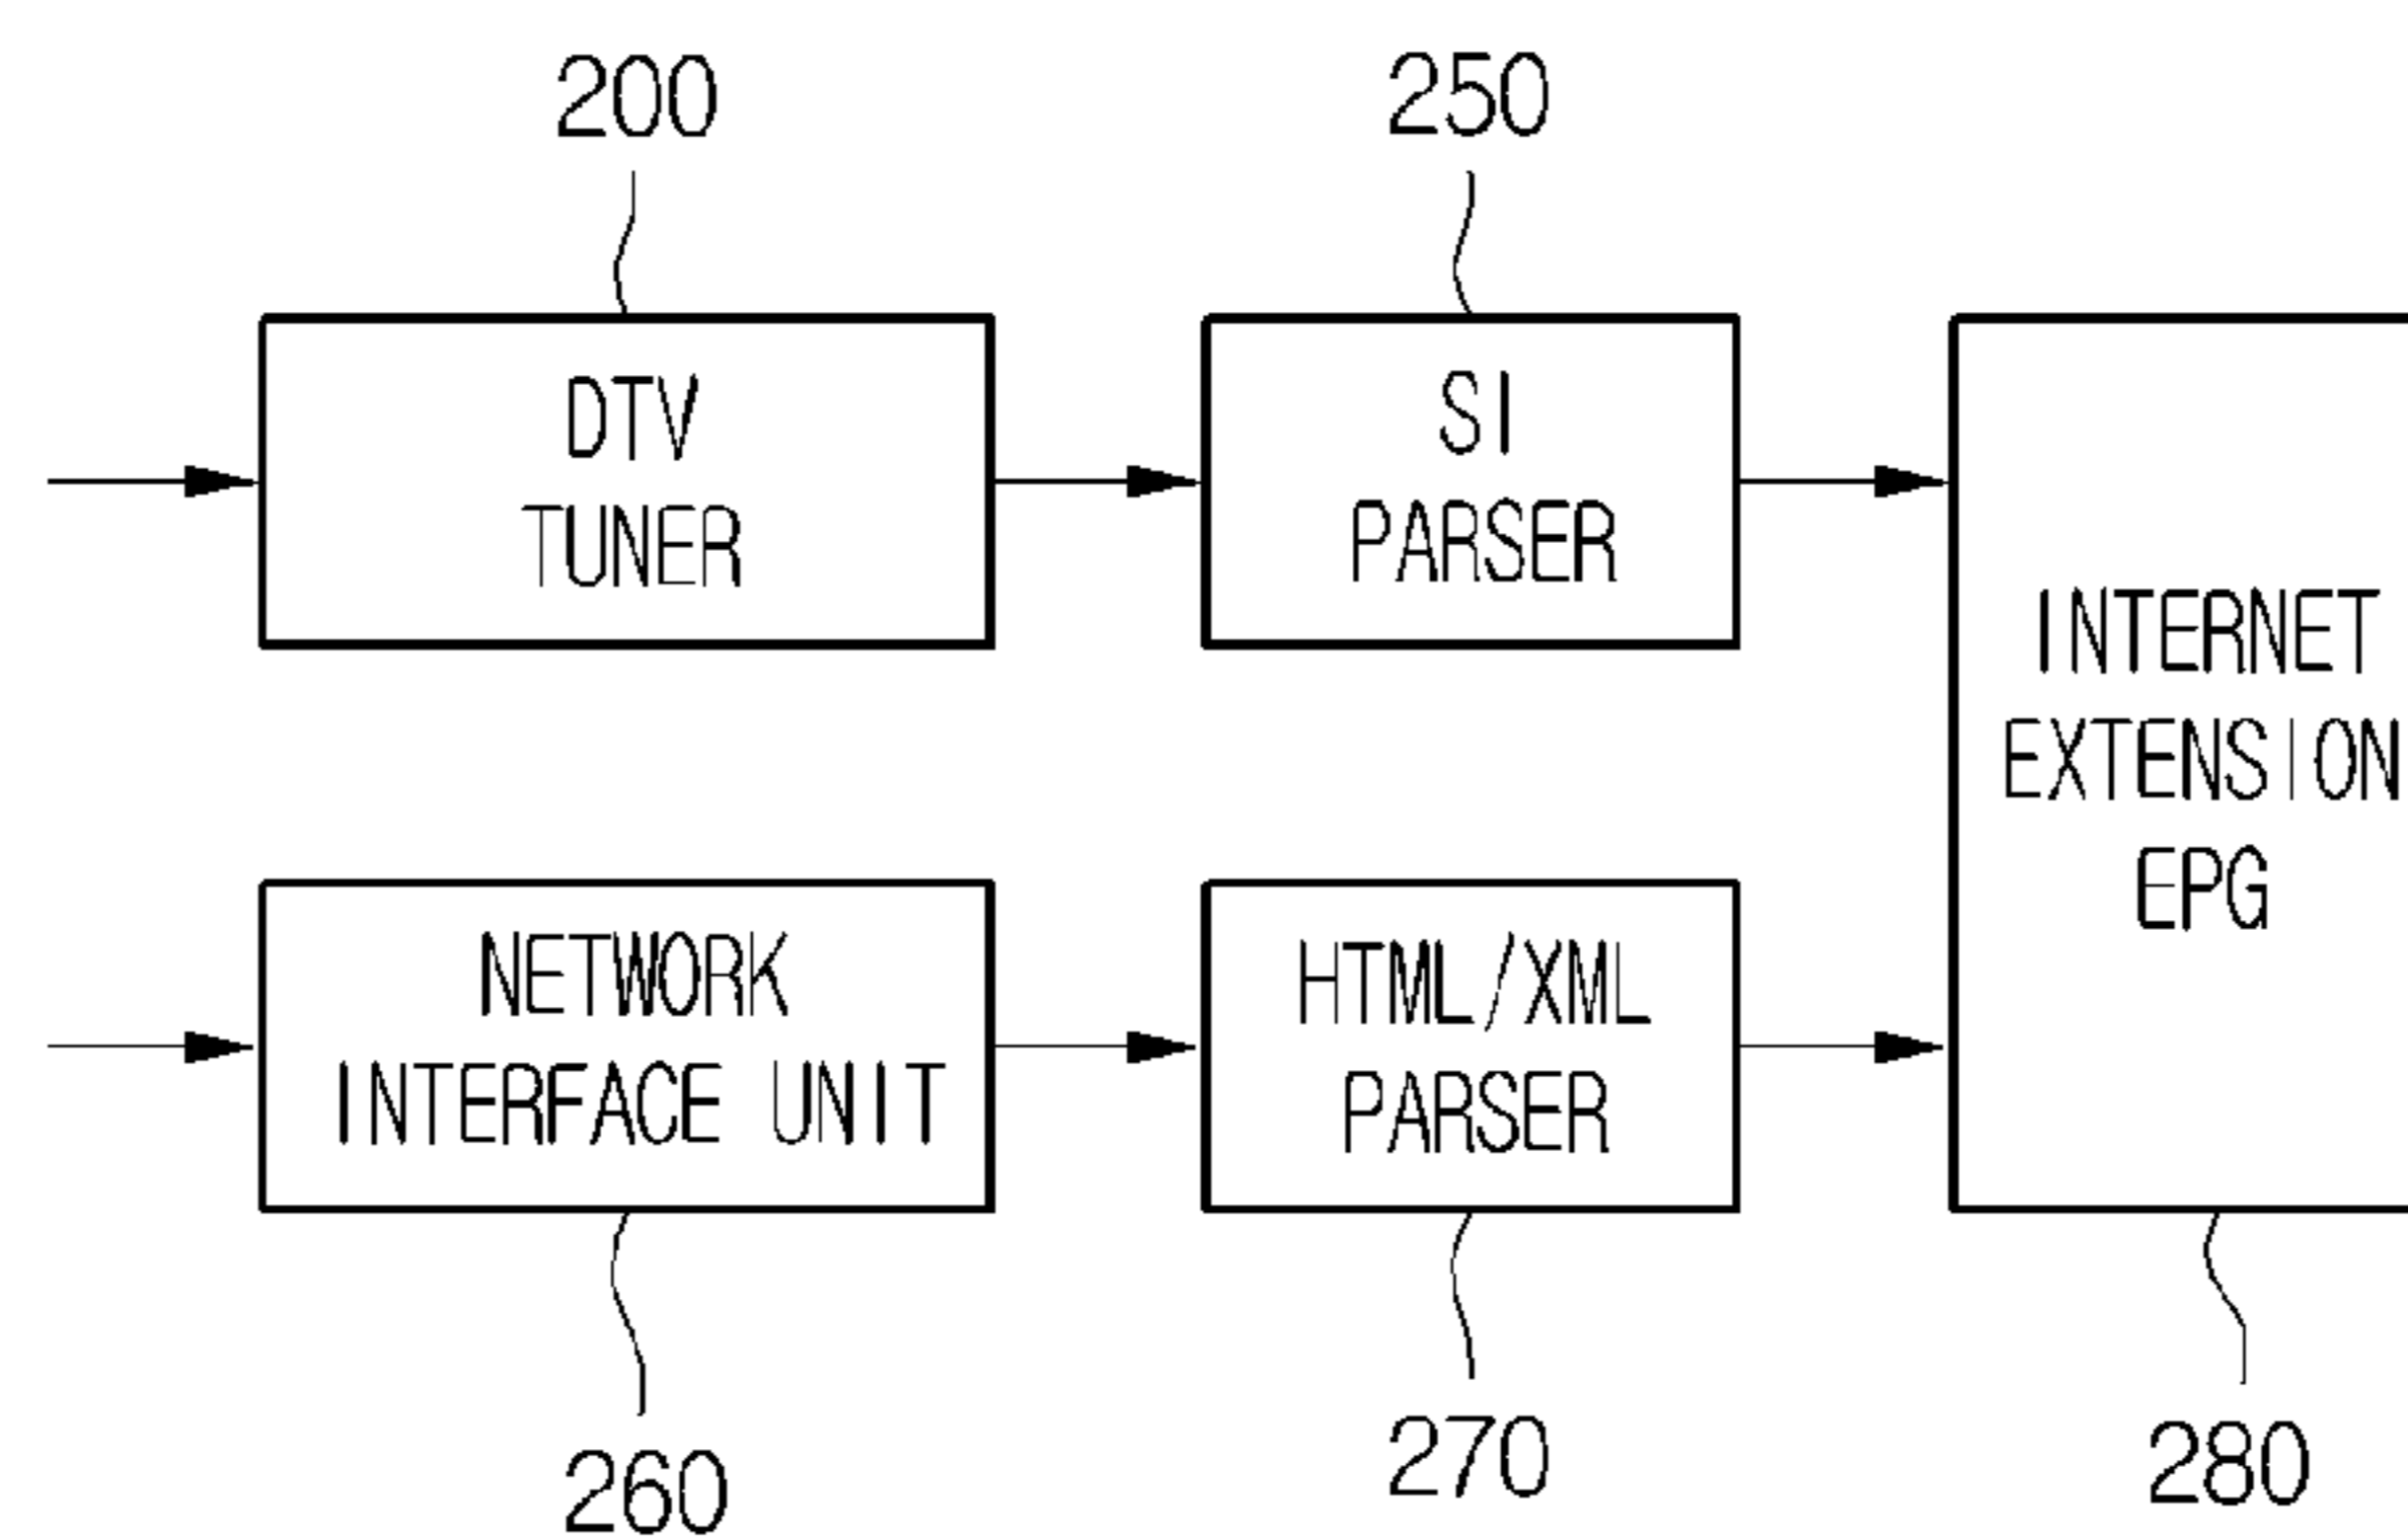 200
250
DTV
TUNER
SI
PARSER
INTERNET
EXTENSION
EPG
NETWORK
INTERFACE UNIT
HTML/XML
PARSER
260
270
280